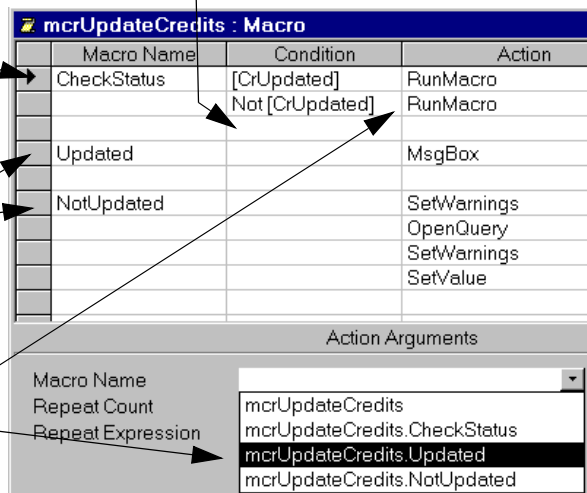 mcrUpdateCredits : Macro
Macro Name Condition Action
CheckStatus [CrUpdated] RunMacro
Not [CrUpdated] RunMacro
Updated MsgBox
NotUpdated SetWarnings
OpenQuery
SetWarnings
SetValue
Action Arguments
Macro Name
Repeat Count mcrUpdateCredits
Repeat Expression mcrUpdateCredits.CheckStatus
mcrUpdateCredits.Updated
mcrUpdateCredits.NotUpdated